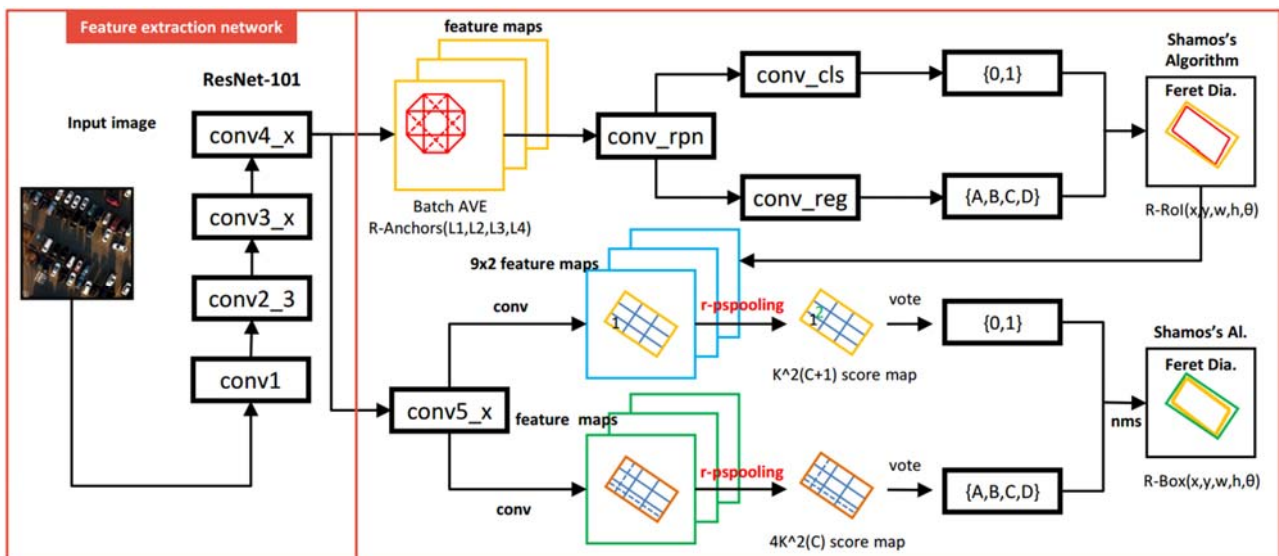 Feature extraction network
ResNet-101
Input image
conv4_x
conv3_x
conv2_3
conv1
feature maps
Batch AVE
R-Anchors(L1,L2,L3,L4)
conv_rpn
conv_cls
{0,1}
conv_reg
{A,B,C,D}
Shamos's
Algorithm
Feret Dia.
R-RoI(x,y,w,h,θ)
9x2 feature maps
conv
1
r-pspooling
1 2
K^2(C+1) score map
vote
{0,1}
conv5_x
feature maps
conv
r-pspooling
4K^2(C) score map
vote
{A,B,C,D}
nms
Shamos's Al.
Feret Dia.
R-Box(x,y,w,h,θ)